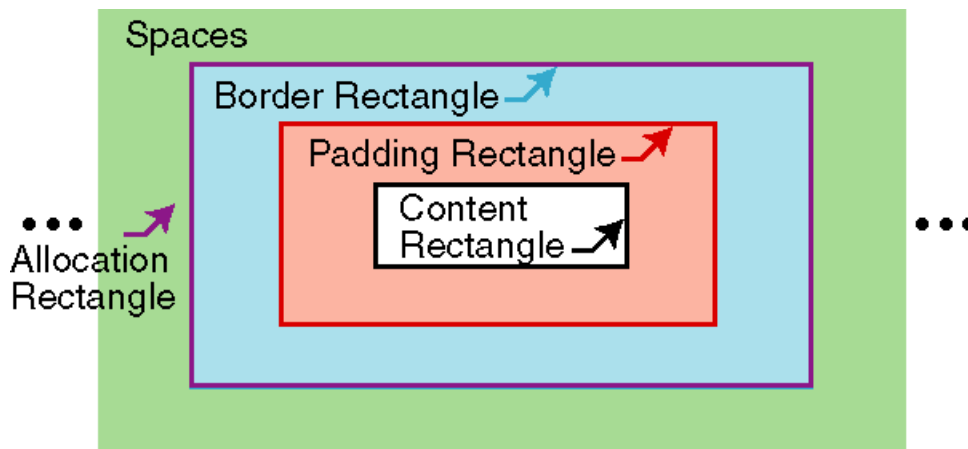 Spaces
Border Rectangle
Padding Rectangle
Content
Rectangle
Allocation
Rectangle